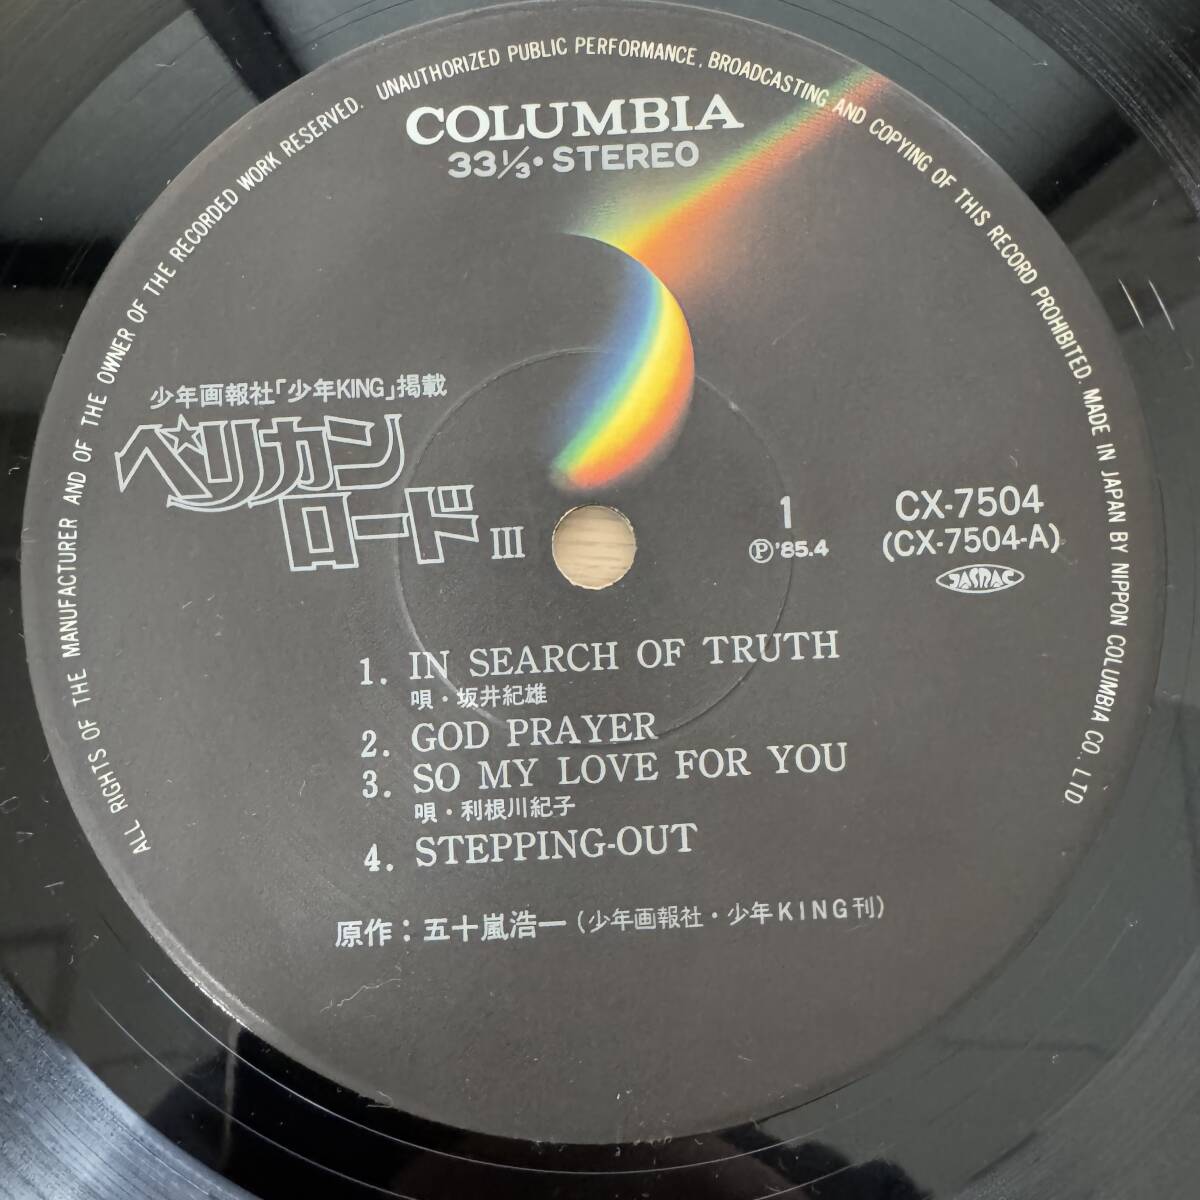 ALL RIGHTS OF THE MANUFACTURER AND OF THE OWNER OF THE RECORDED WORK RESERVED. UNAUTHORIZED PUBLIC PERFORMANCE, BROADCASTING AND COPYING OF THIS RECORD PROHIBITED. MADE IN JAPAN BY NIPPON COLUMBIA CO., LTD.
COLUMBIA
33⅓・STEREO
少年画報社「少年KING」掲載
ペリカン
ロードIII
1
Ⓟ'85.4
CX-7504
(CX-7504-A)
JASRAC
1. IN SEARCH OF TRUTH
唄・坂井紀雄
2. GOD PRAYER
3. SO MY LOVE FOR YOU
唄・利根川紀子
4. STEPPING-OUT
原作：五十嵐浩一(少年画報社・少年KING刊)